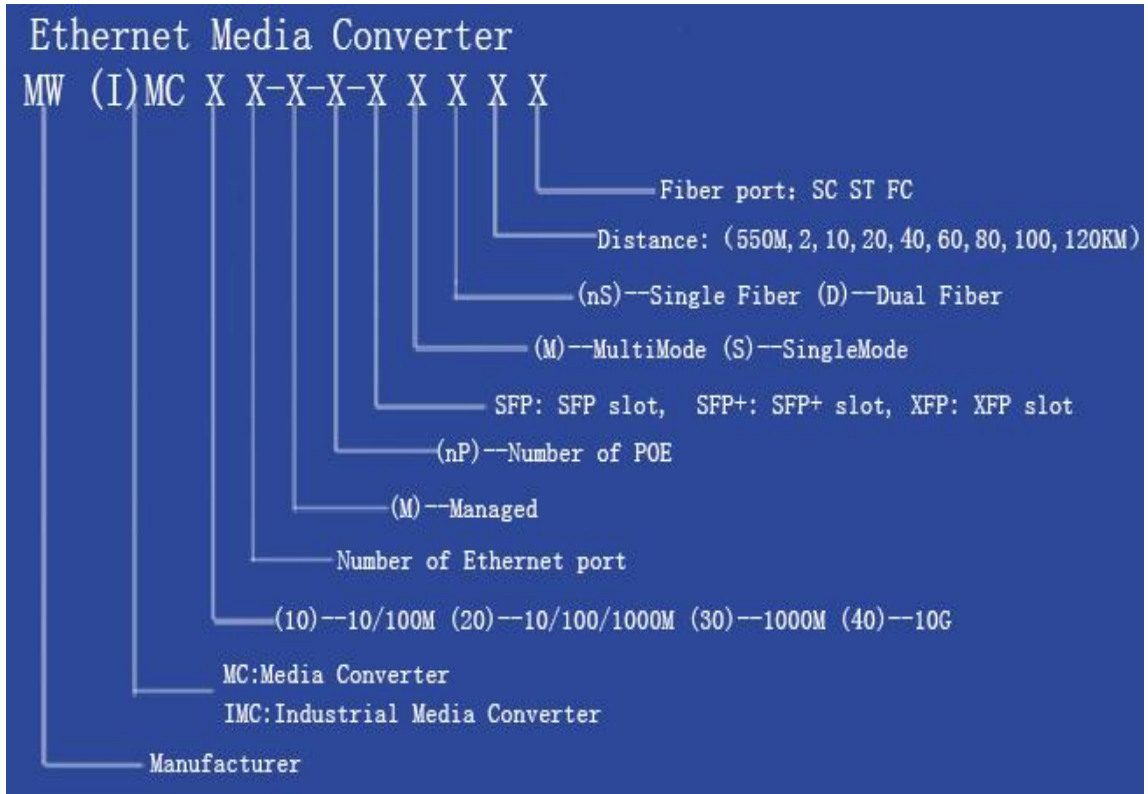 Ethernet Media Converter
MW (I)MC X X-X-X-X X X X X
Fiber port: SC ST FC
Distance: (550M,2,10,20,40,60,80,100,120KM)
(nS)--Single Fiber (D)--Dual Fiber
(M)--MultiMode (S)--SingleMode
SFP: SFP slot, SFP+: SFP+ slot, XFP: XFP slot
(nP)--Number of POE
(M)--Managed
Number of Ethernet port
(10)--10/100M (20)--10/100/1000M (30)--1000M (40)--10G
MC:Media Converter
IMC:Industrial Media Converter
Manufacturer